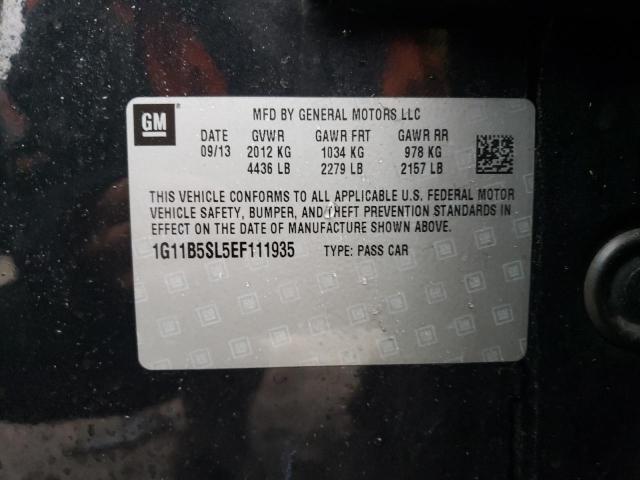 GM ® MFD BY GENERAL MOTORS LLC
DATE GVWR GAWR FRT GAWR RR
09/13 2012 KG 1034 KG 978 KG
4436 LB 2279 LB 2157 LB
THIS VEHICLE CONFORMS TO ALL APPLICABLE U.S. FEDERAL MOTOR
VEHICLE SAFETY, BUMPER, AND THEFT PREVENTION STANDARDS IN
EFFECT ON THE DATE OF MANUFACTURE SHOWN ABOVE.
1G11B5SL5EF111935 TYPE: PASS CAR